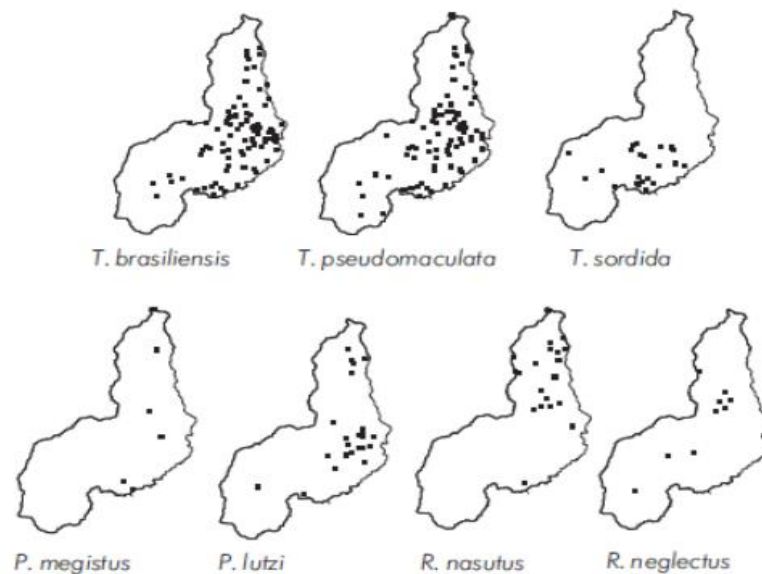 T. brasiliensis T. pseudomaculata T. sordida
P. megistus P. lutzi R. nasutus R. neglectus